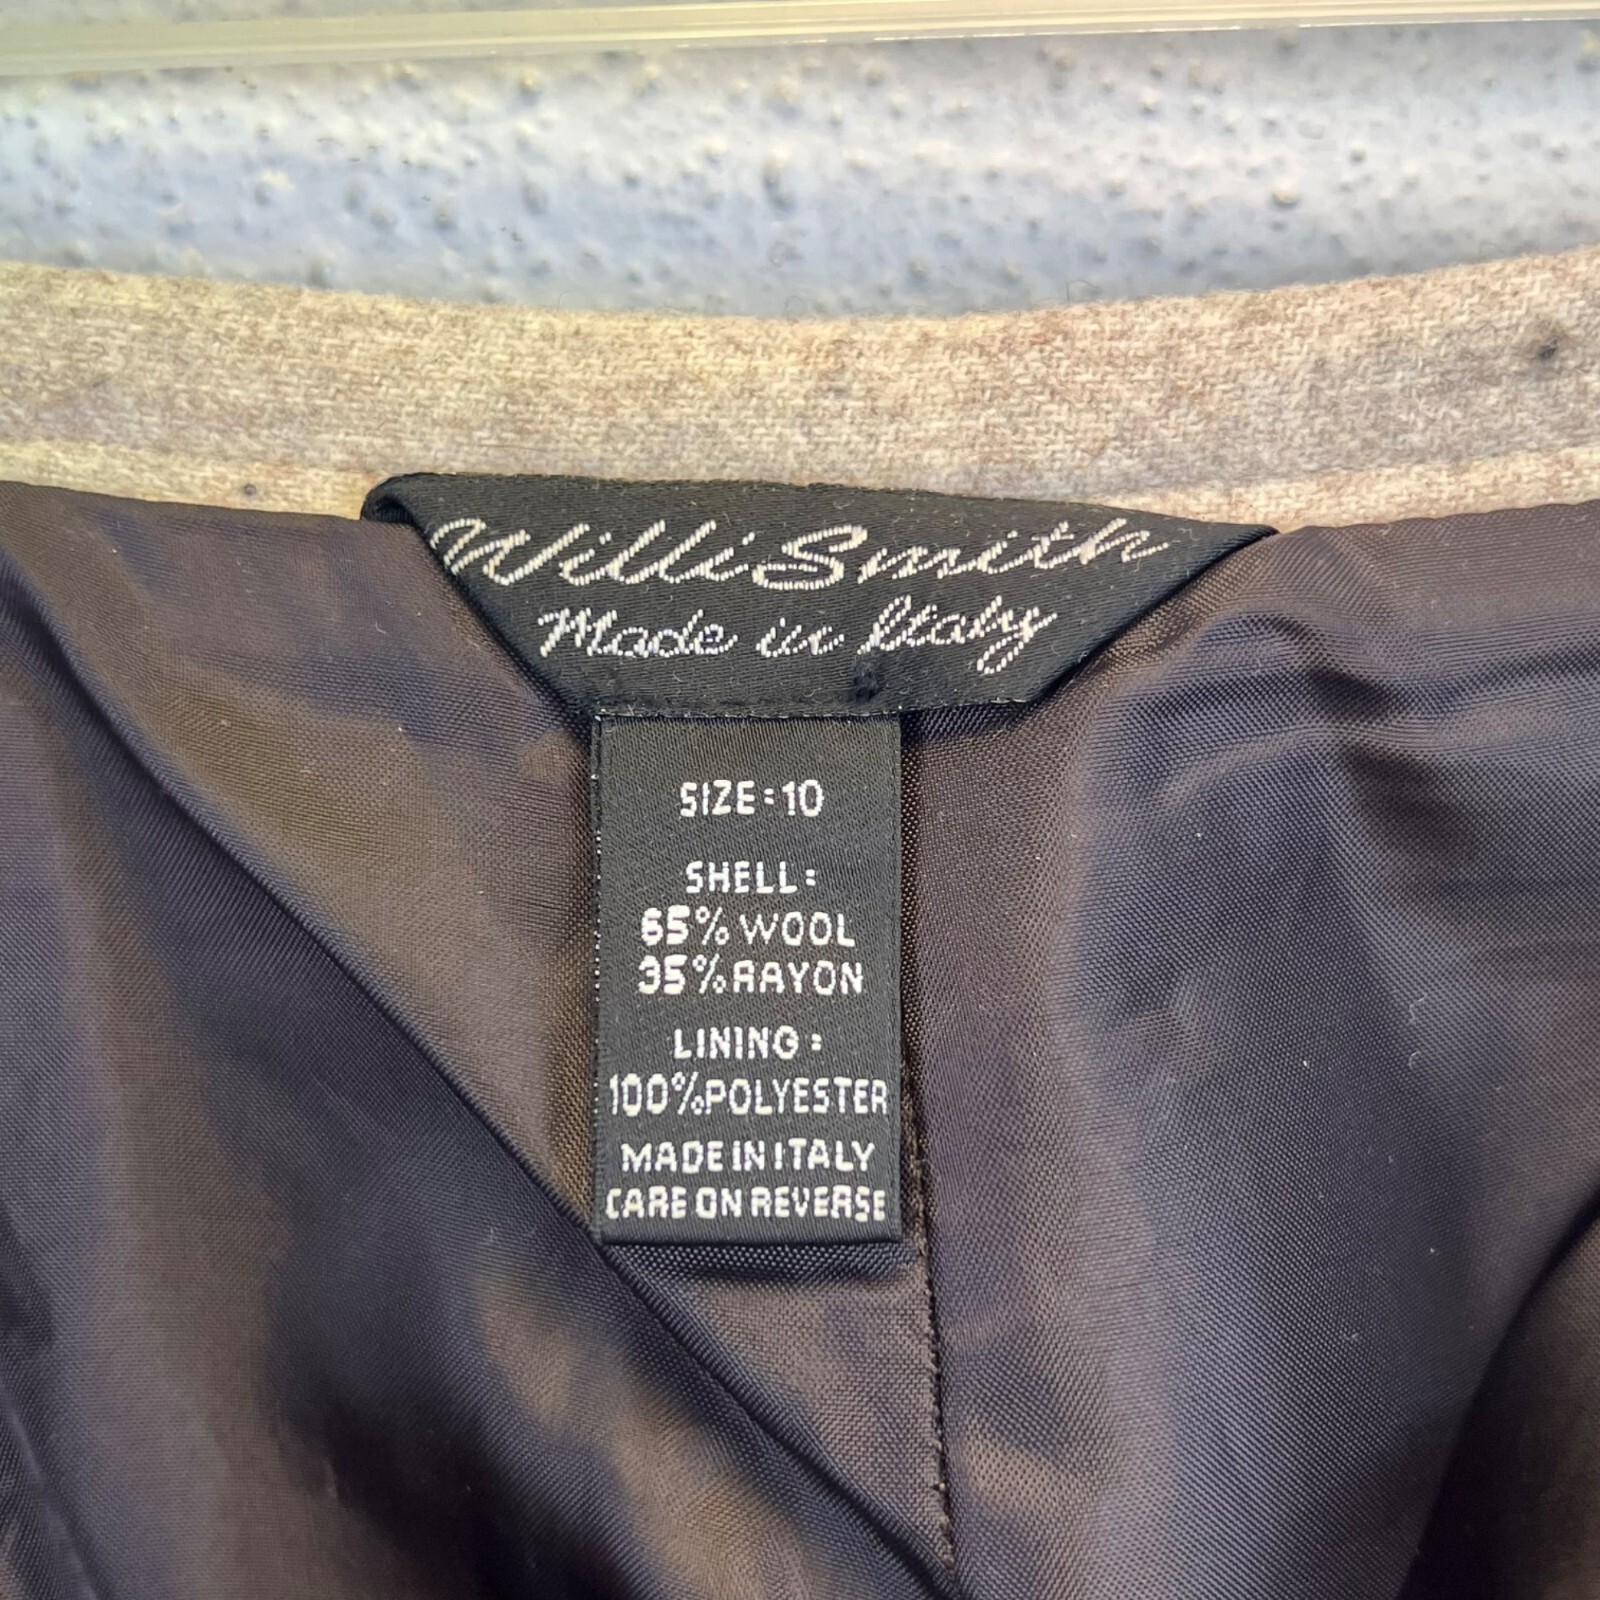 WilliSmith
Made in Italy
SIZE:10
SHELL:
65% WOOL
35% RAYON
LINING:
100% POLYESTER
MADE IN ITALY
CARE ON REVERSE